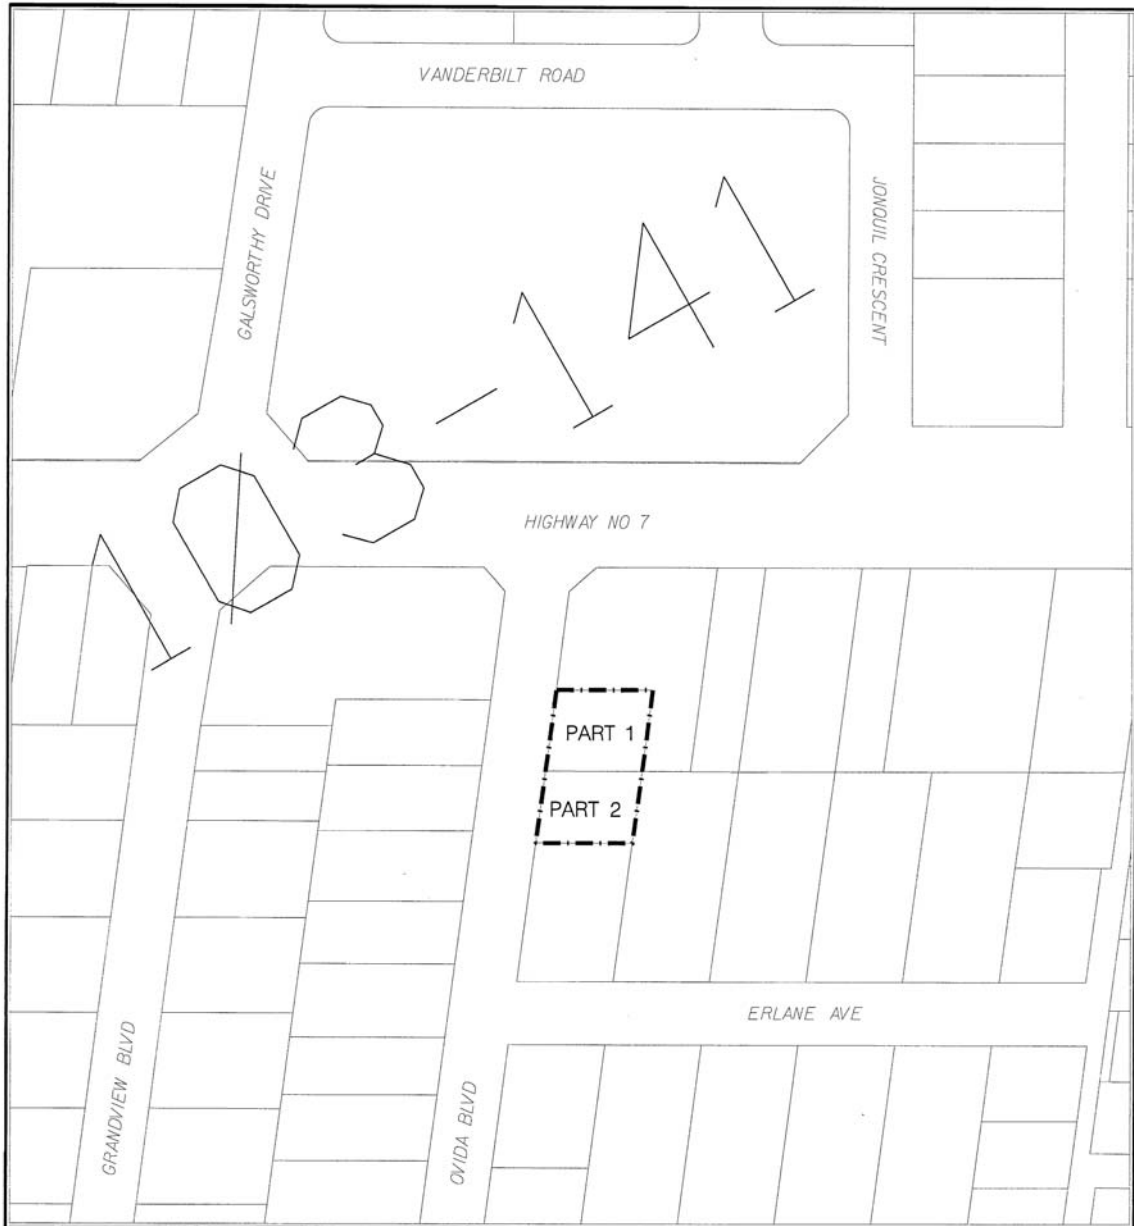 VANDERBILT ROAD
GALSWORTHY DRIVE
JONQUIL CRESCENT
103-141
HIGHWAY NO 7
PART 1
PART 2
ERLANE AVE
GRANDVIEW BLVD
OVIDA BLVD